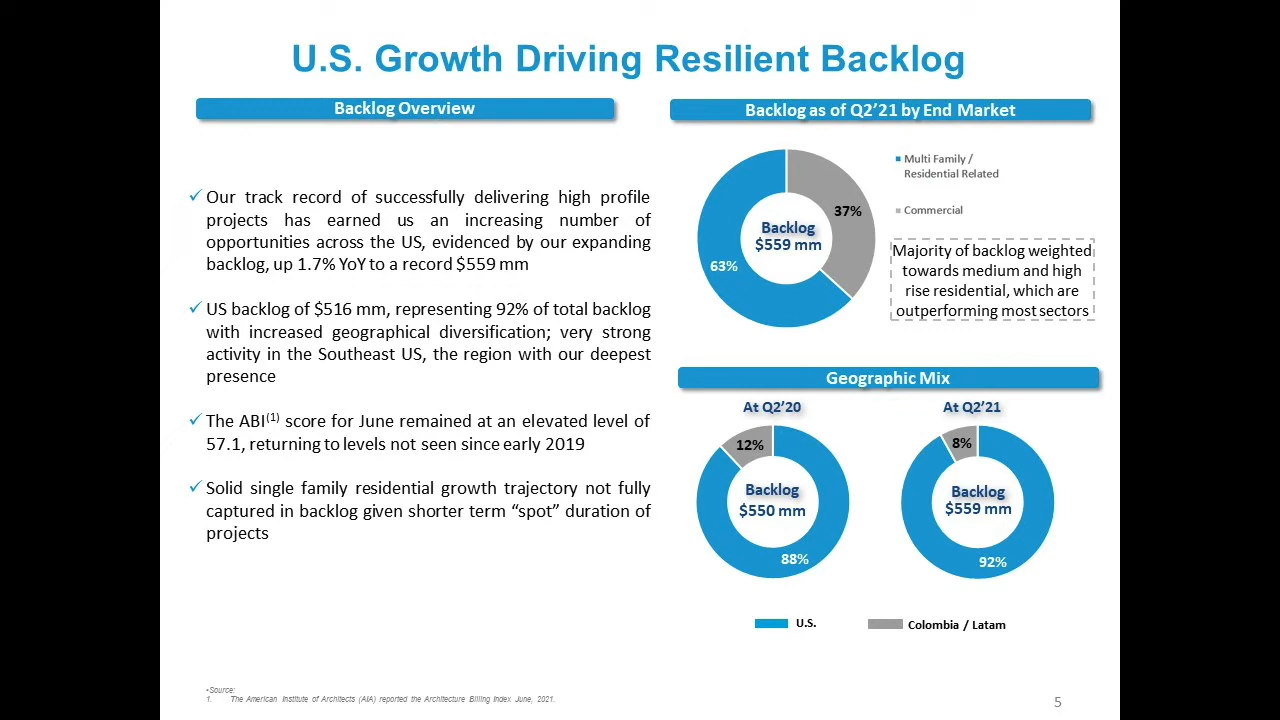 U.S. Growth Driving Resilient Backlog
Backlog Overview
Our track record of successfully delivering high profile
projects has earned us an increasing number of
opportunities across the US, evidenced by our expanding
backlog, up 1.7% YoY to a record $559 mm
US backlog of $516 mm, representing 92% of total backlog
with increased geographical diversification; very strong
activity in the Southeast US, the region with our deepest
presence
The ABI(1) score for June remained at an elevated level of
57.1, returning to levels not seen since early 2019
Solid single family residential growth trajectory not fully
captured in backlog given shorter term “spot” duration of
projects
Backlog as of Q2’21 by End Market
37%
63%
Backlog
$559 mm
Multi Family /
Residential Related
Commercial
Majority of backlog weighted
towards medium and high
rise residential, which are
outperforming most sectors
Geographic Mix
At Q2’20
12%
Backlog
$550 mm
88%
At Q2’21
8%
Backlog
$559 mm
92%
U.S.
Colombia / Latam
•Source:
1. The American Institute of Architects (AIA) reported the Architecture Billing Index June, 2021.
5